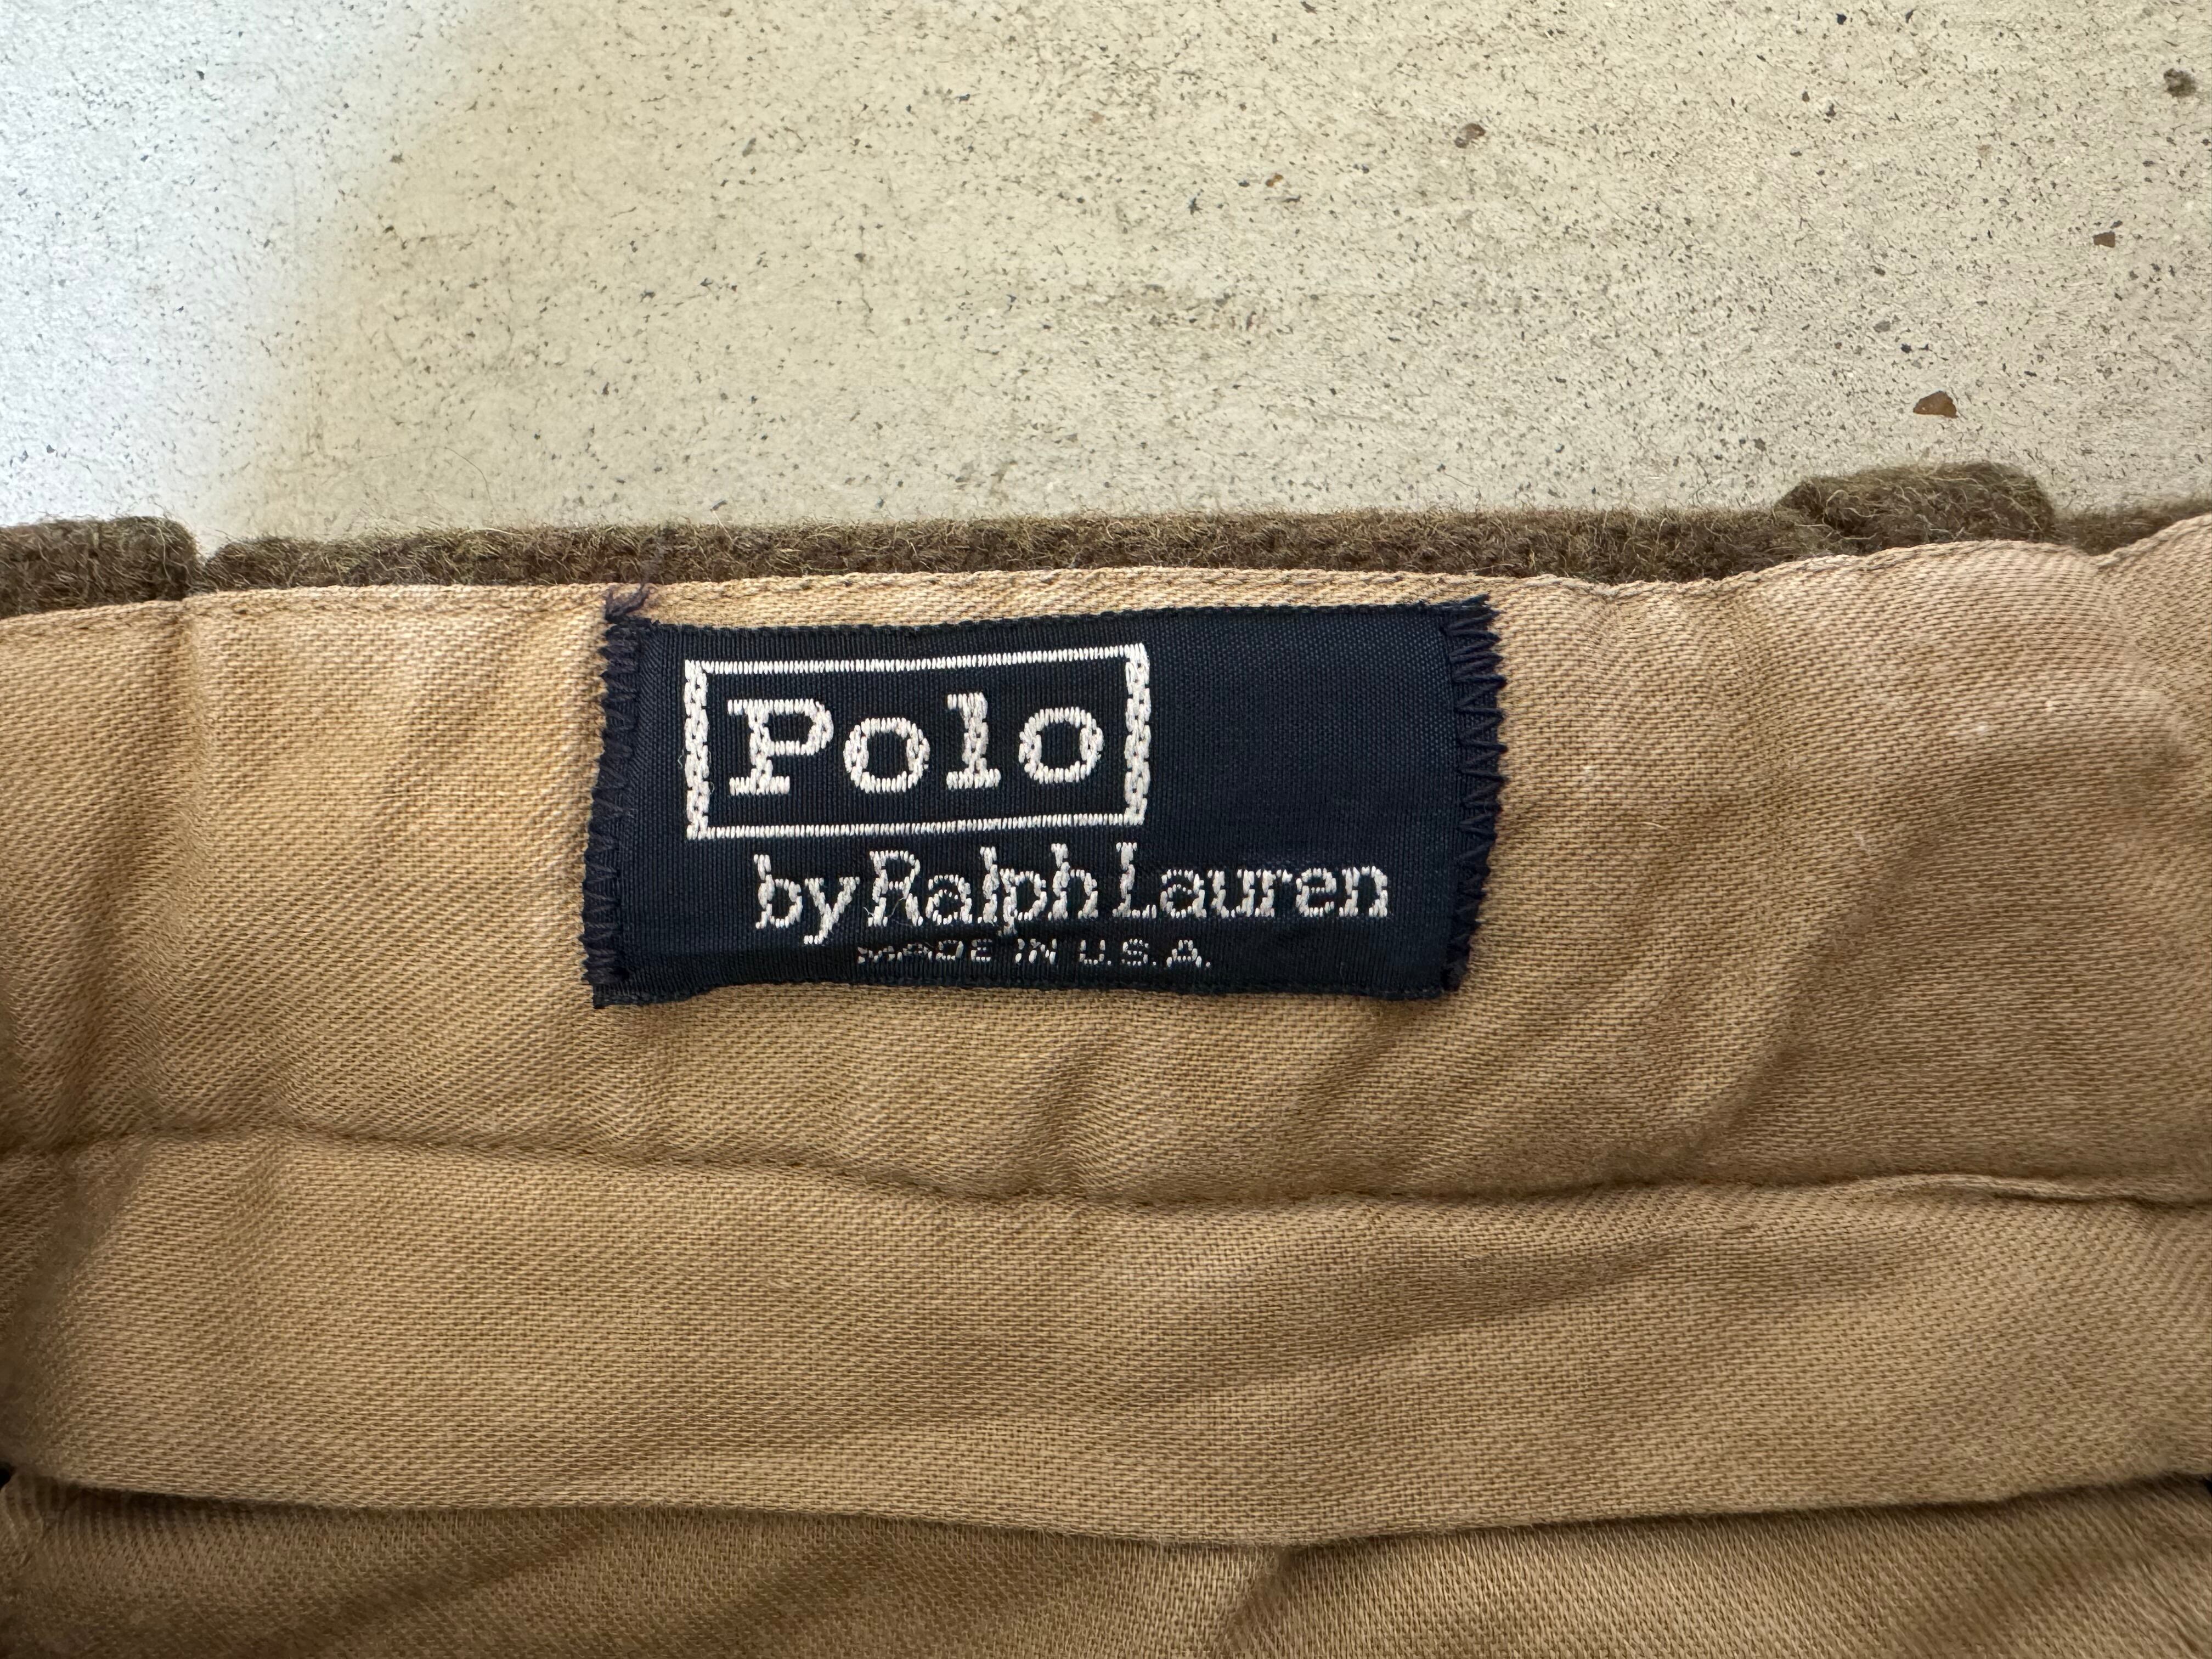 Polo
by Ralph Lauren
MADE IN U.S.A.